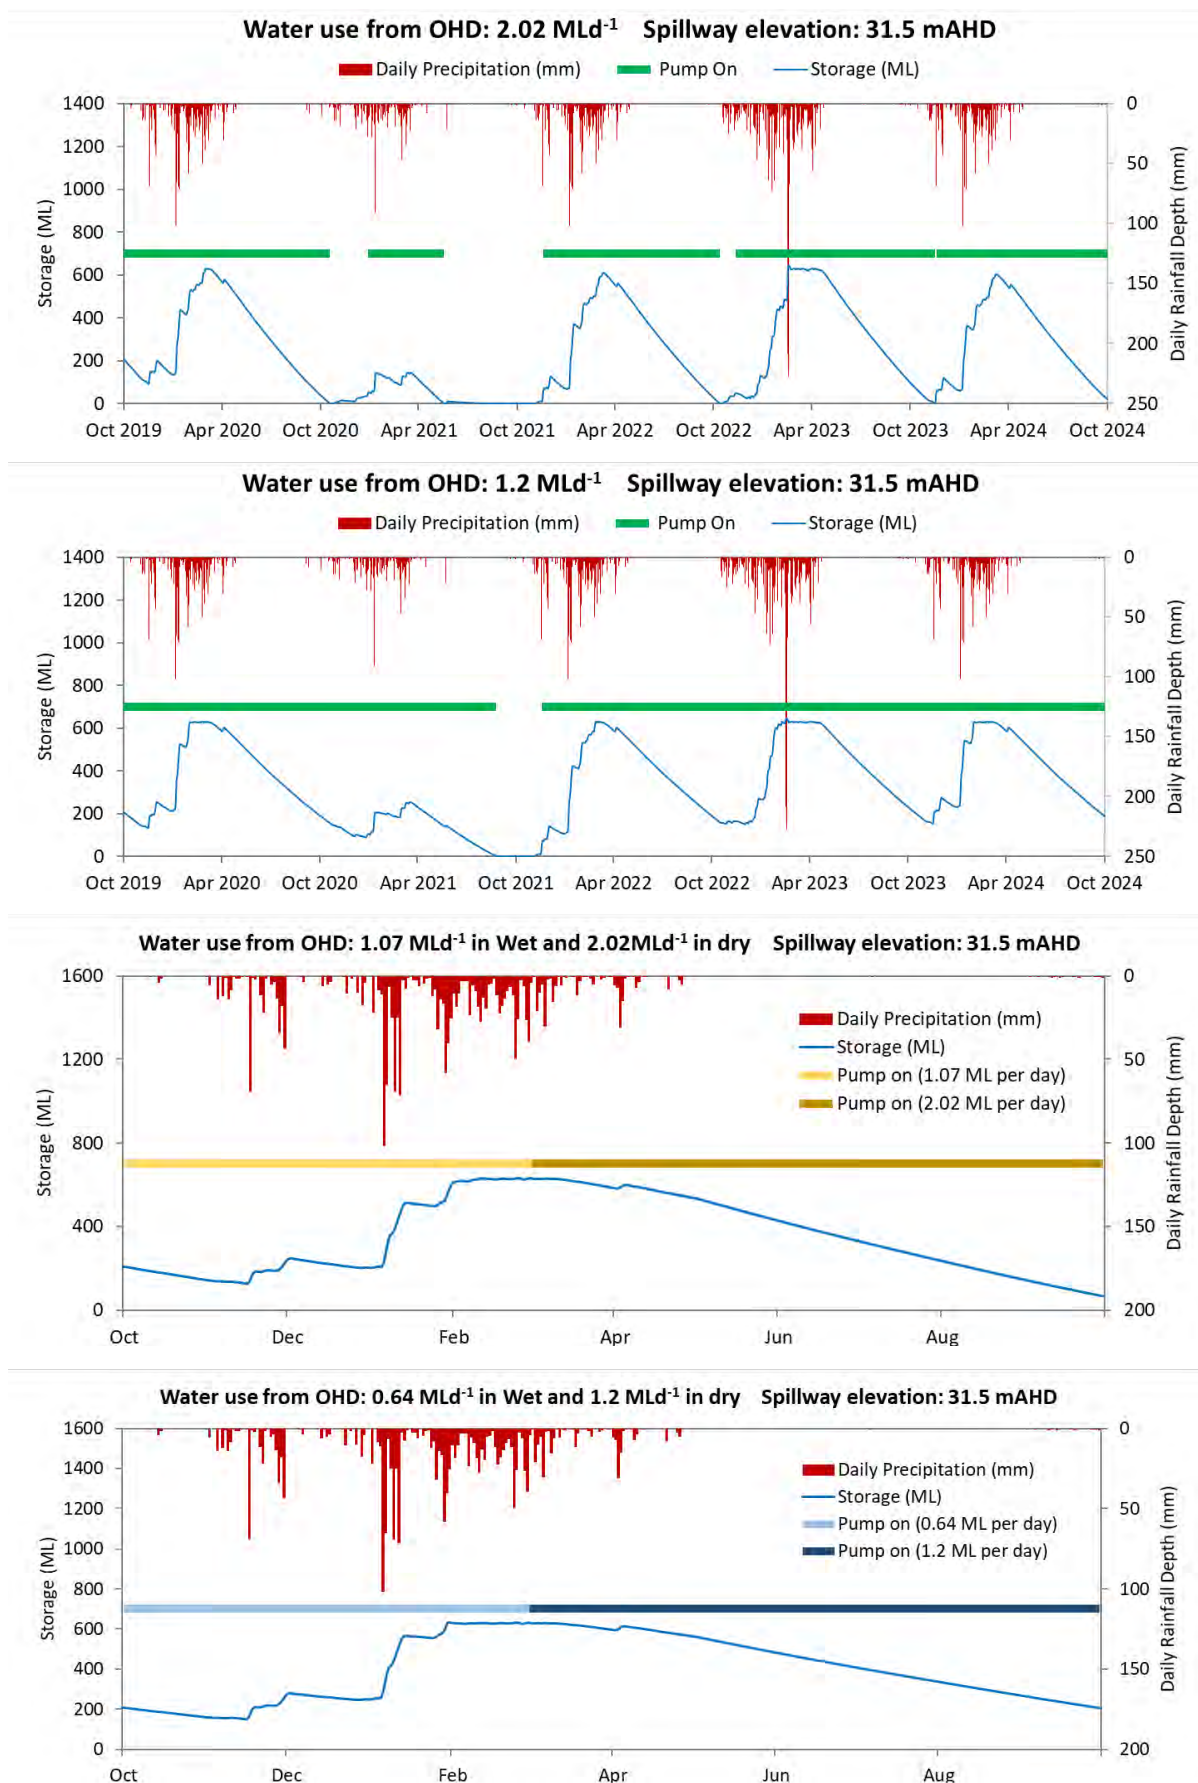 Water use from OHD: 2.02 MLd⁻¹ Spillway elevation: 31.5 mAHD
Daily Precipitation (mm) Pump On Storage (ML)
1400 0
1200
50
1000
800 100
600
150
400
200
200
0 250
Storage (ML)
Daily Rainfall Depth (mm)
Oct 2019 Apr 2020 Oct 2020 Apr 2021 Oct 2021 Apr 2022 Oct 2022 Apr 2023 Oct 2023 Apr 2024 Oct 2024
Water use from OHD: 1.2 MLd⁻¹ Spillway elevation: 31.5 mAHD
Daily Precipitation (mm) Pump On Storage (ML)
1400 0
1200
50
1000
800 100
600
150
400
200
200
0 250
Storage (ML)
Daily Rainfall Depth (mm)
Oct 2019 Apr 2020 Oct 2020 Apr 2021 Oct 2021 Apr 2022 Oct 2022 Apr 2023 Oct 2023 Apr 2024 Oct 2024
Water use from OHD: 1.07 MLd⁻¹ in Wet and 2.02MLd⁻¹ in dry Spillway elevation: 31.5 mAHD
1600 0
Daily Precipitation (mm)
Storage (ML)
1200 50
Pump on (1.07 ML per day)
Pump on (2.02 ML per day)
800 100
400 150
0 200
Storage (ML)
Daily Rainfall Depth (mm)
Oct Dec Feb Apr Jun Aug
Water use from OHD: 0.64 MLd⁻¹ in Wet and 1.2 MLd⁻¹ in dry Spillway elevation: 31.5 mAHD
1600 0
1400
Daily Precipitation (mm)
Storage (ML)
1200 50
Pump on (0.64 ML per day)
1000
Pump on (1.2 ML per day)
800 100
600
400 150
200
0 200
Storage (ML)
Daily Rainfall Depth (mm)
Oct Dec Feb Apr Jun Aug